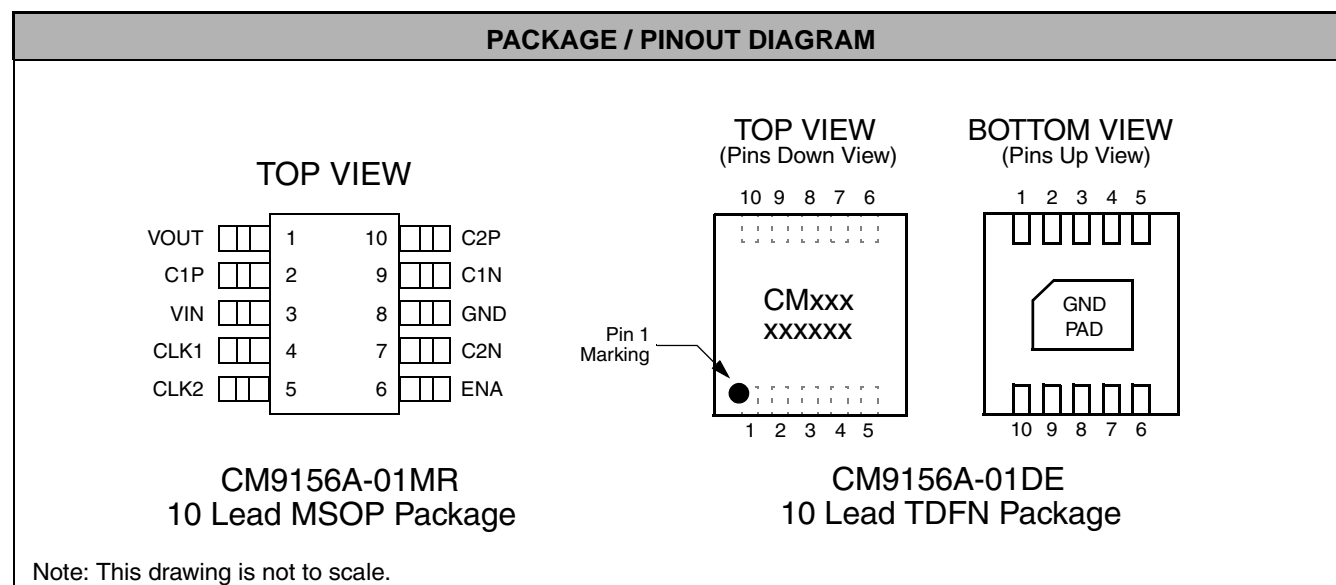 PACKAGE / PINOUT DIAGRAM
TOP VIEW
VOUT 1 10 C2P
C1P 2 9 C1N
VIN 3 8 GND
CLK1 4 7 C2N
CLK2 5 6 ENA
CM9156A-01MR
10 Lead MSOP Package
TOP VIEW
(Pins Down View)
10 9 8 7 6
CMxxx
xxxxxx
Pin 1
Marking
1 2 3 4 5
BOTTOM VIEW
(Pins Up View)
1 2 3 4 5
GND
PAD
10 9 8 7 6
CM9156A-01DE
10 Lead TDFN Package
Note: This drawing is not to scale.